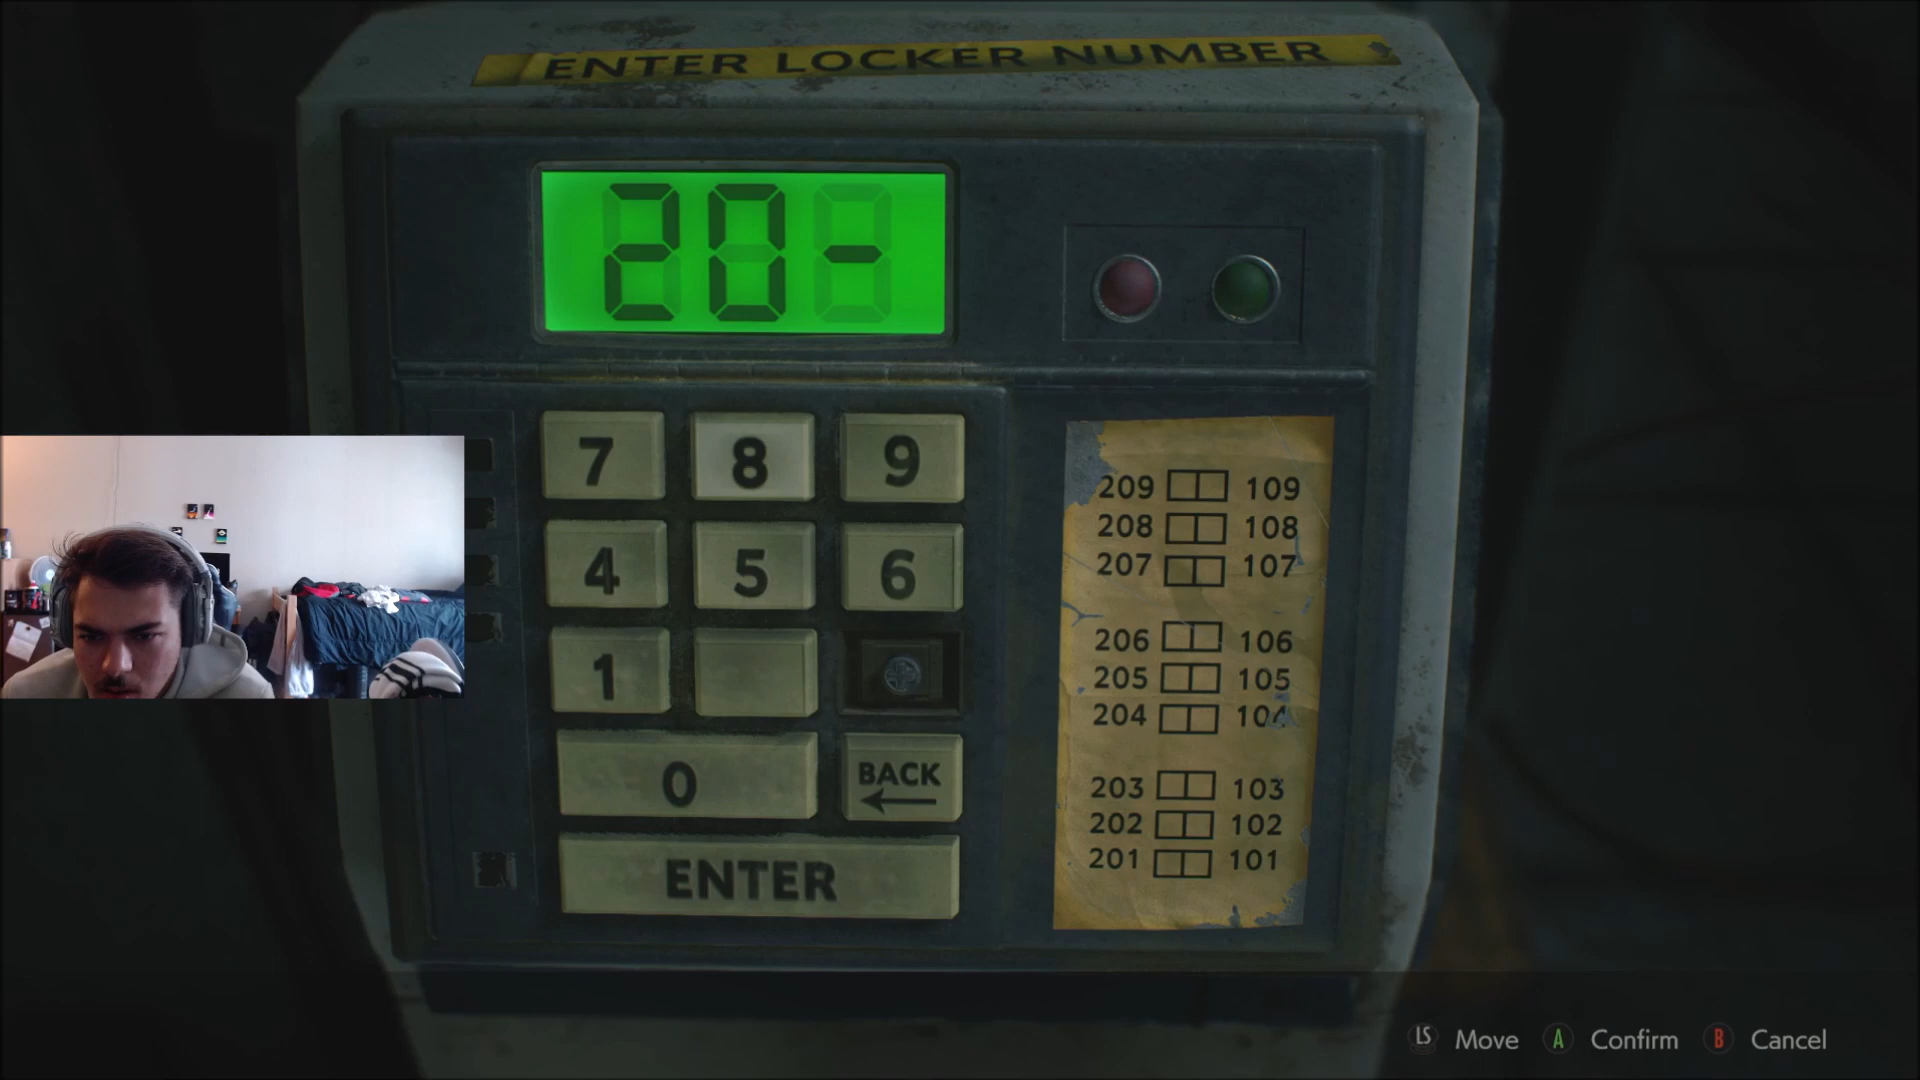 ENTER LOCKER NUMBER
20-
7 8 9
4 5 6
1
0 BACK
ENTER
209 109
208 108
207 107
206 106
205 105
204 104
203 103
202 102
201 101
LS Move A Confirm B Cancel